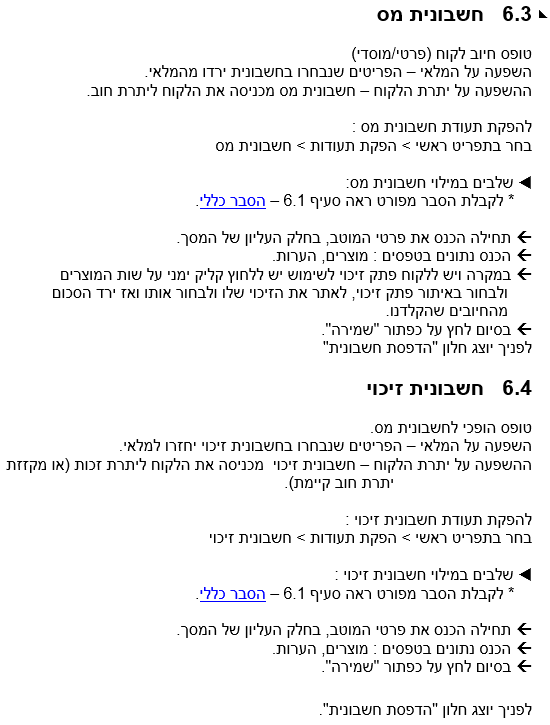 6.3 חשבונית מס
טופס חיוב לקוח (פרטי/מוסדי)
השפעה על המלאי – הפריטים שנבחרו בחשבונית ירדו מהמלאי.
ההשפעה על יתרת הלקוח – חשבונית מס מכניסה את הלקוח ליתרת חוב.
להפקת תעודת חשבונית מס :
בחר בתפריט ראשי > הפקת תעודות > חשבונית מס
שלבים במילוי חשבונית מס:
* לקבלת הסבר מפורט ראה סעיף 6.1 – הסבר כללי.
תחילה הכנס את פרטי המוטב, בחלק העליון של המסך.
הכנס נתונים בטפסים : מוצרים, הערות.
במקרה ויש ללקוח פתק זיכוי לשימוש יש ללחוץ קליק ימני על שות המוצרים
ולבחור באיתור פתק זיכוי, לאתר את הזיכוי שלו ולבחור אותו ואז ירד הסכום
מהחיובים שהקלדנו.
בסיום לחץ על כפתור "שמירה".
לפניך יוצג חלון "הדפסת חשבונית"
6.4 חשבונית זיכוי
טופס הופכי לחשבונית מס.
השפעה על המלאי – הפריטים שנבחרו בחשבונית זיכוי יחזרו למלאי.
ההשפעה על יתרת הלקוח – חשבונית זיכוי מכניסה את הלקוח ליתרת זכות (או מקזזת
יתרת חוב קיימת).
להפקת תעודת חשבונית זיכוי :
בחר בתפריט ראשי > הפקת תעודות > חשבונית זיכוי
שלבים במילוי חשבונית זיכוי :
* לקבלת הסבר מפורט ראה סעיף 6.1 – הסבר כללי.
תחילה הכנס את פרטי המוטב, בחלק העליון של המסך.
הכנס נתונים בטפסים : מוצרים, הערות.
בסיום לחץ על כפתור "שמירה".
לפניך יוצג חלון "הדפסת חשבונית".